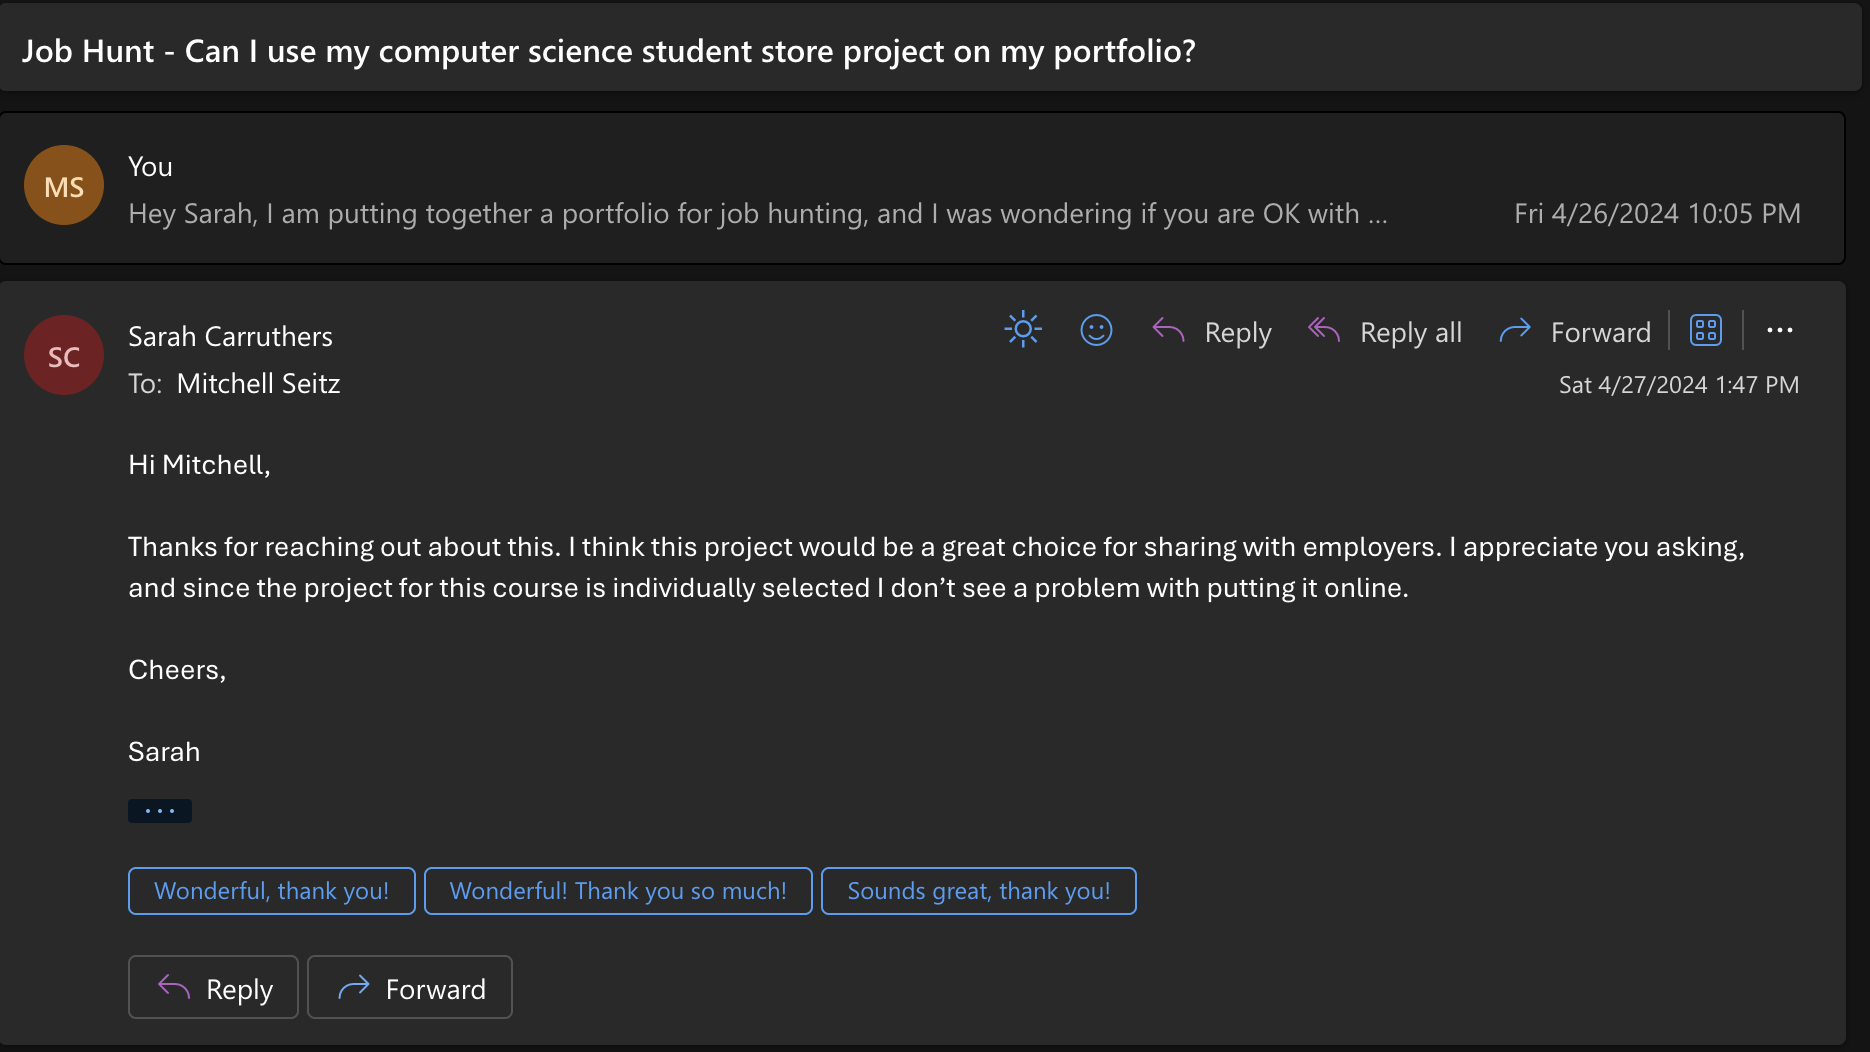 Job Hunt - Can I use my computer science student store project on my portfolio?
MS
You
Hey Sarah, I am putting together a portfolio for job hunting, and I was wondering if you are OK with ...
Fri 4/26/2024 10:05 PM
SC
Sarah Carruthers
Reply
Reply all
Forward
To: Mitchell Seitz
Sat 4/27/2024 1:47 PM
Hi Mitchell,
Thanks for reaching out about this. I think this project would be a great choice for sharing with employers. I appreciate you asking,
and since the project for this course is individually selected I don’t see a problem with putting it online.
Cheers,
Sarah
Wonderful, thank you!
Wonderful! Thank you so much!
Sounds great, thank you!
Reply
Forward